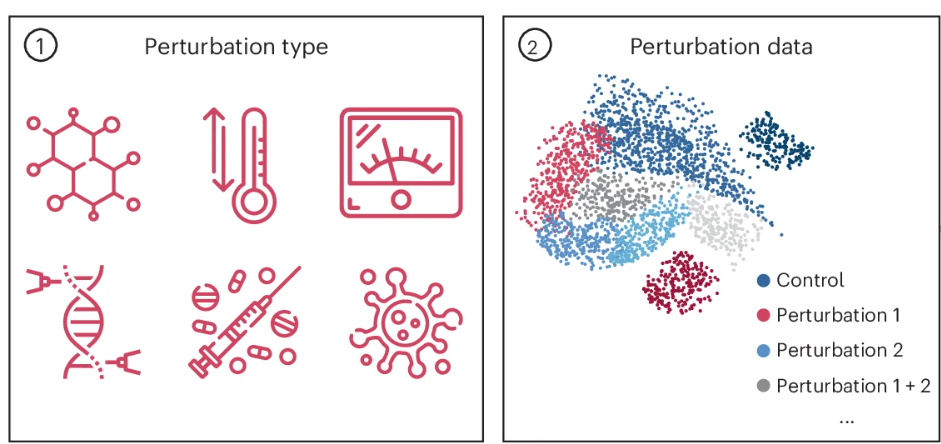 1 Perturbation type
2 Perturbation data
Control
Perturbation 1
Perturbation 2
Perturbation 1 + 2
...